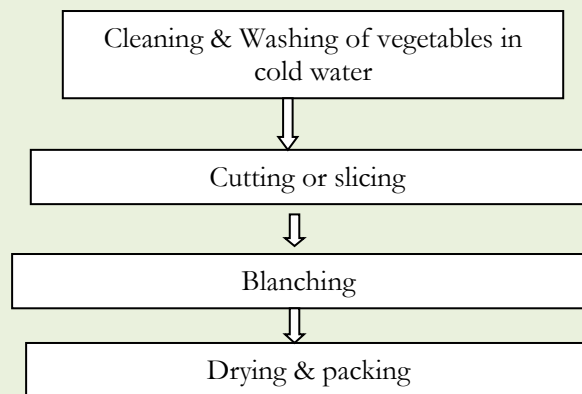 Cleaning & Washing of vegetables in
cold water
Cutting or slicing
Blanching
Drying & packing